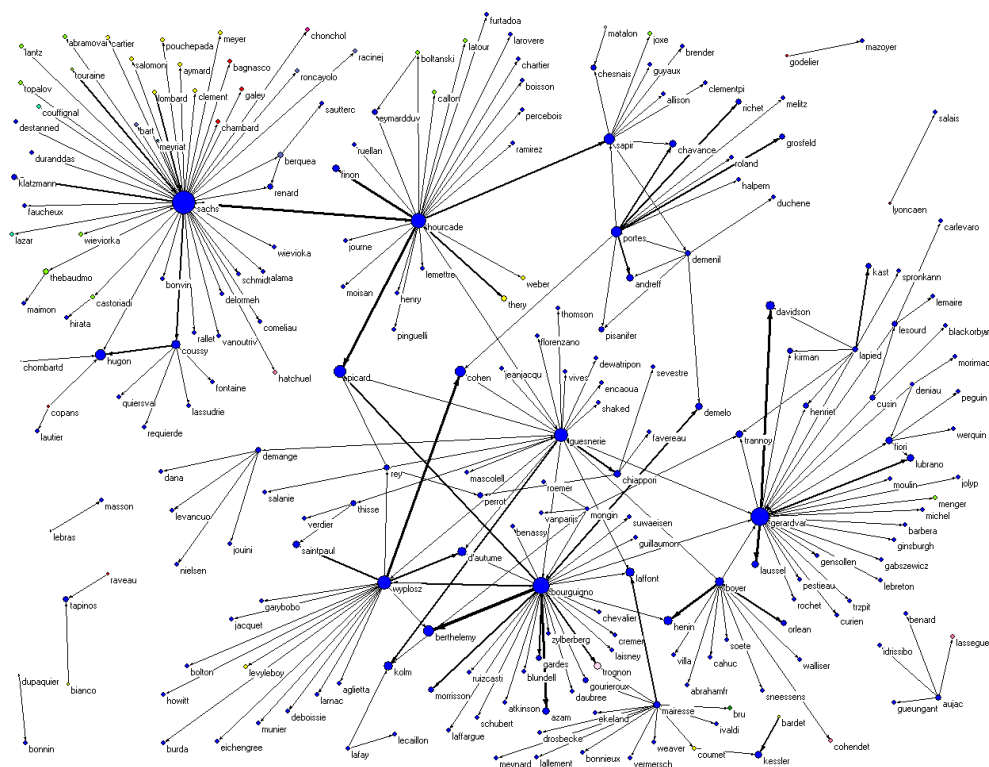 furtadoa
matalon
joxe
chonchol
meyer
abramovai
cartier
pouchepada
racinej
latour
larovere
brender
mazoyer
lantz
boltanski
godelier
touraine
salomon
aymard
bagnasco
roncayolo
chartier
guyaux
chesnais
topalov
lombard
clement
galey
callon
boisson
clementpi
allison
richet
melitz
couffignal
sautterc
eymardduv
percebois
salais
destanned
bart
chambard
meyriat
ruellan
ramirez
sapir
chavance
grosfeld
duranddas
berquea
finon
roland
klatzmann
renard
halpern
duchene
faucheux
sachs
lyoncaen
hourcade
carlevaro
lazar
wieviorka
portes
wievioka
journe
demenil
thebaudmo
schmidt
alama
lemettre
weber
andreff
kast
spronkann
bonvin
moisan
henry
thery
maimon
castoriadi
delormeh
lemaire
hirata
comeliau
thomson
davidson
rallet
vanoutriv
pinguelli
pisanifer
lesourd
blackorbyr
florenzano
coussy
kirman
lapied
chombartd
hugon
hatchuel
picard
cohen
jeanjacqu
vives
dewatripon
sevestre
morimac
fontaine
encaoua
deniau
quiersval
lassudrie
shaked
demelo
henriet
cusin
peguin
copans
lautier
requierde
guesnerie
favereau
trannoy
fiori
werquin
demange
lubrano
dana
rey
mascolell
chiappori
moulin
jolyp
roemer
levancuo
salanie
perrot
menger
thisse
masson
verdier
vanparijs
mongin
suwaisen
gerardvar
michel
benassy
barbera
lebras
jouini
saintpaul
guillaumon
ginsburgh
nielsen
d'autume
gensollen
gabszewicz
laussel
raveau
wyplosz
bourguigno
laffont
boyer
pestieau
lebreton
tapinos
garybobo
rochet
trzpit
jacquet
chevalier
benard
berthelemy
henin
orlean
curien
zylberberg
cremer
lassegue
bolton
levyleboy
kolm
gardes
laisney
soete
idrissibo
dupaquier
trognon
villa
cahuc
walliser
bianco
howitt
aglietta
morrisson
ruizcasti
blundell
gourieroux
abrahamfr
larnac
daubree
sneessens
gueungant
aujac
deboissie
atkinson
mairesse
azam
ekeland
bru
bardet
munier
schubert
drosbecke
ivaldi
bonnin
burda
eichengree
lafay
lecaillon
laffargue
meynard
lallement
bonnieux
vermersch
weaver
coumet
kessler
cohendet